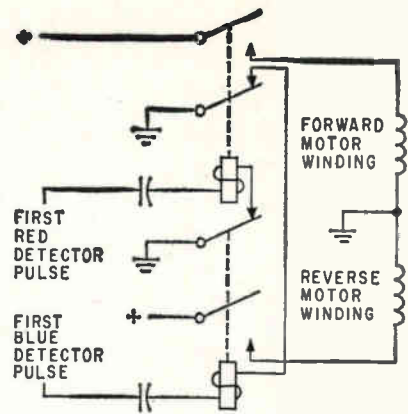 +
FORWARD
MOTOR
WINDING
FIRST
RED
DETECTOR
PULSE
REVERSE
MOTOR
WINDING
+
FIRST
BLUE
DETECTOR
PULSE